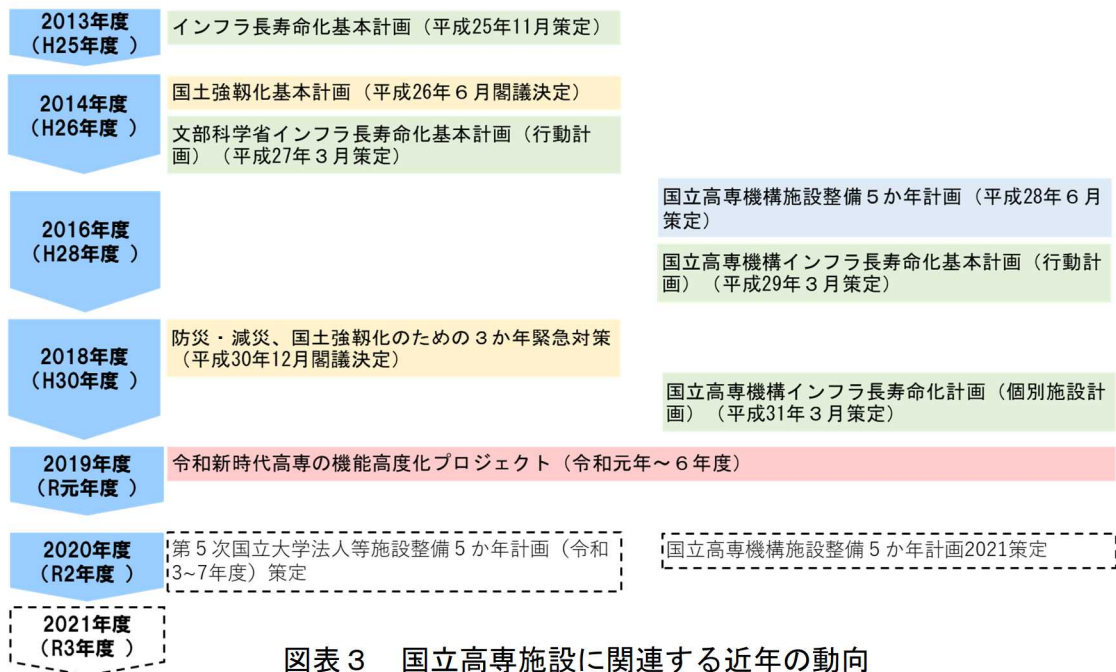 2013年度
（H25年度 ）
インフラ長寿命化基本計画（平成25年11月策定）
2014年度
（H26年度 ）
国土強靱化基本計画（平成26年６月閣議決定）
文部科学省インフラ長寿命化基本計画（行動計
画）（平成27年３月策定）
2016年度
（H28年度 ）
国立高専機構施設整備５か年計画（平成28年６月
策定）
国立高専機構インフラ長寿命化基本計画（行動計
画）（平成29年３月策定）
2018年度
（H30年度 ）
防災・減災、国土強靱化のための３か年緊急対策
（平成30年12月閣議決定）
国立高専機構インフラ長寿命化計画（個別施設計
画）（平成31年３月策定）
2019年度
（R元年度 ）
令和新時代高専の機能高度化プロジェクト（令和元年～６年度）
2020年度
（R2年度 ）
第５次国立大学法人等施設整備５か年計画（令和
3~7年度）策定
国立高専機構施設整備５か年計画2021策定
2021年度
（R3年度 ）
図表３　国立高専施設に関連する近年の動向